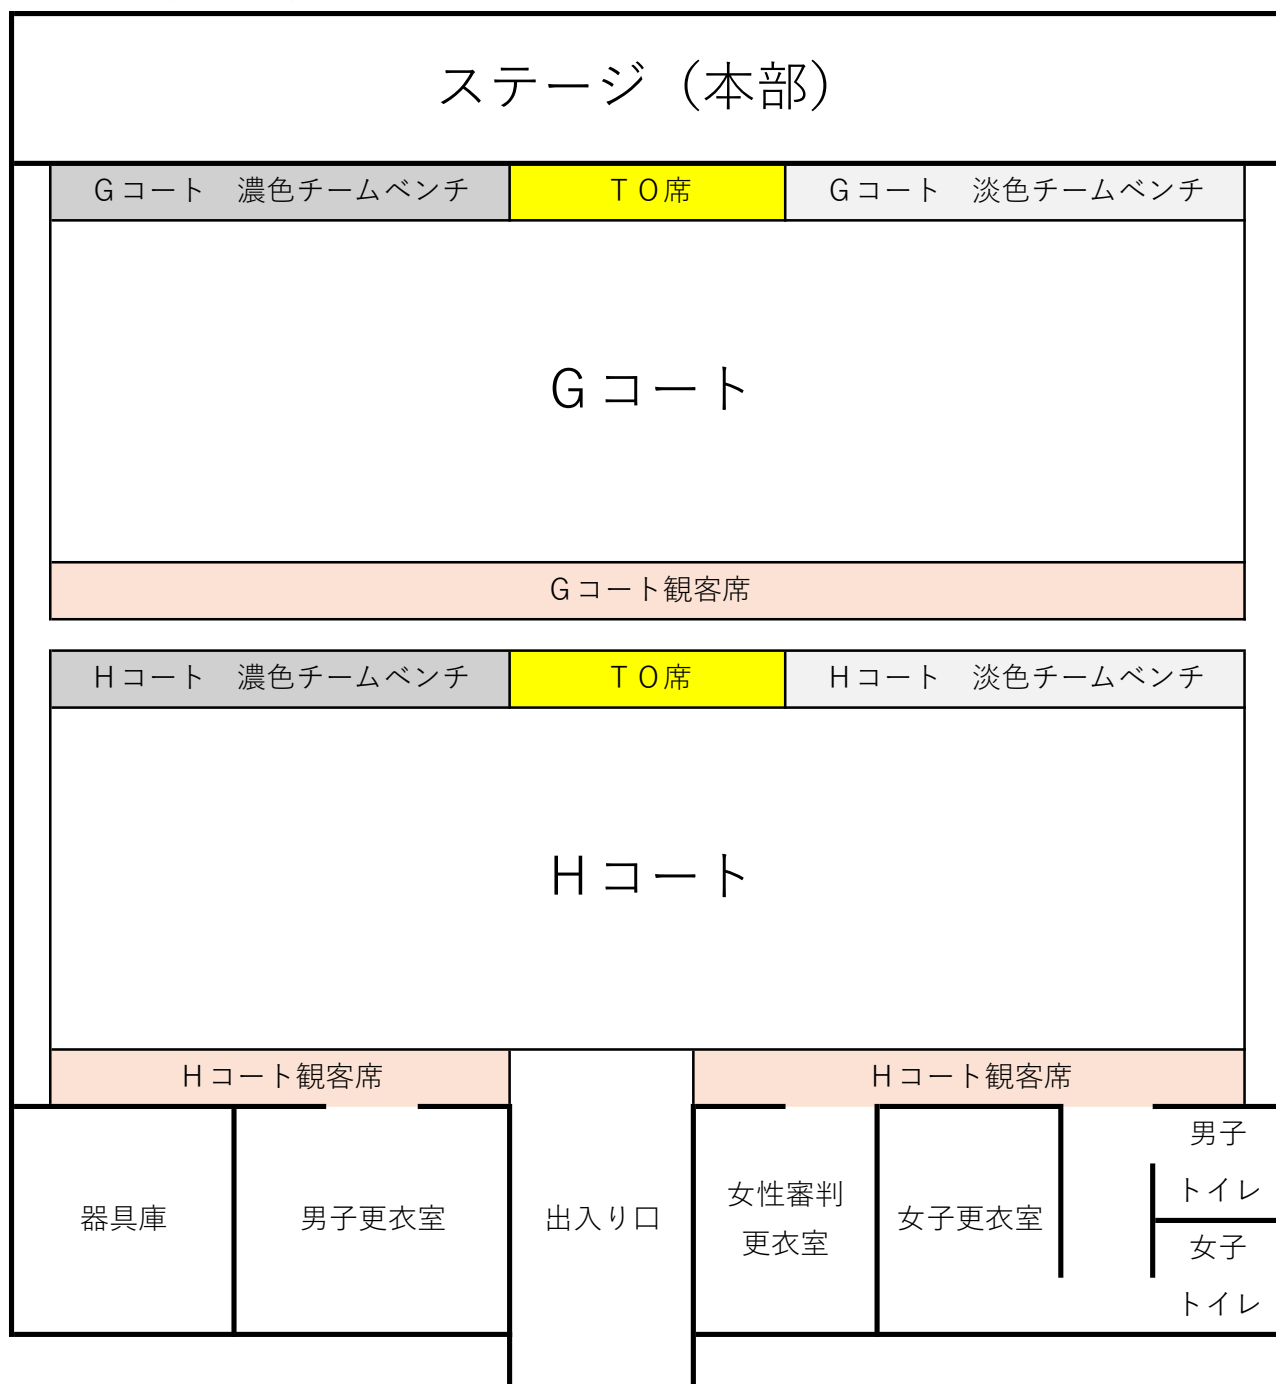 ステージ（本部）
Ｇコート　濃色チームベンチ
ＴＯ席
Ｇコート　淡色チームベンチ
Ｇコート
Ｇコート観客席
Ｈコート　濃色チームベンチ
ＴＯ席
Ｈコート　淡色チームベンチ
Ｈコート
Ｈコート観客席
Ｈコート観客席
器具庫
男子更衣室
出入り口
女性審判
更衣室
女子更衣室
男子
トイレ
女子
トイレ